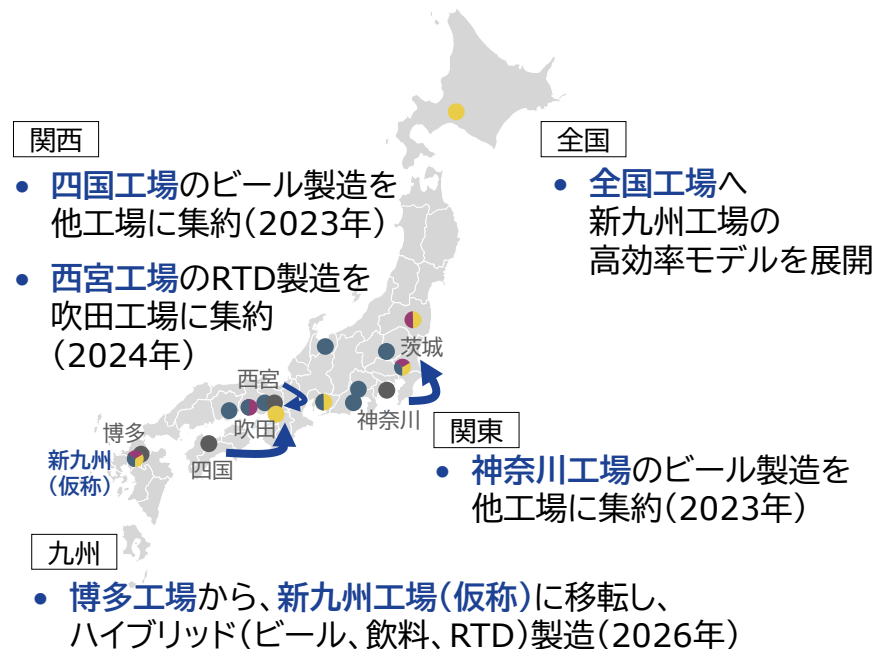 関西
• 四国工場のビール製造を
他工場に集約（2023年）
• 西宮工場のRTD製造を
吹田工場に集約
（2024年）
全国
• 全国工場へ
新九州工場の
高効率モデルを展開
茨城
西宮
神奈川
吹田
博多
四国
新九州
（仮称）
関東
• 神奈川工場のビール製造を
他工場に集約（2023年）
九州
• 博多工場から、新九州工場（仮称）に移転し、
ハイブリッド（ビール、飲料、RTD）製造（2026年）